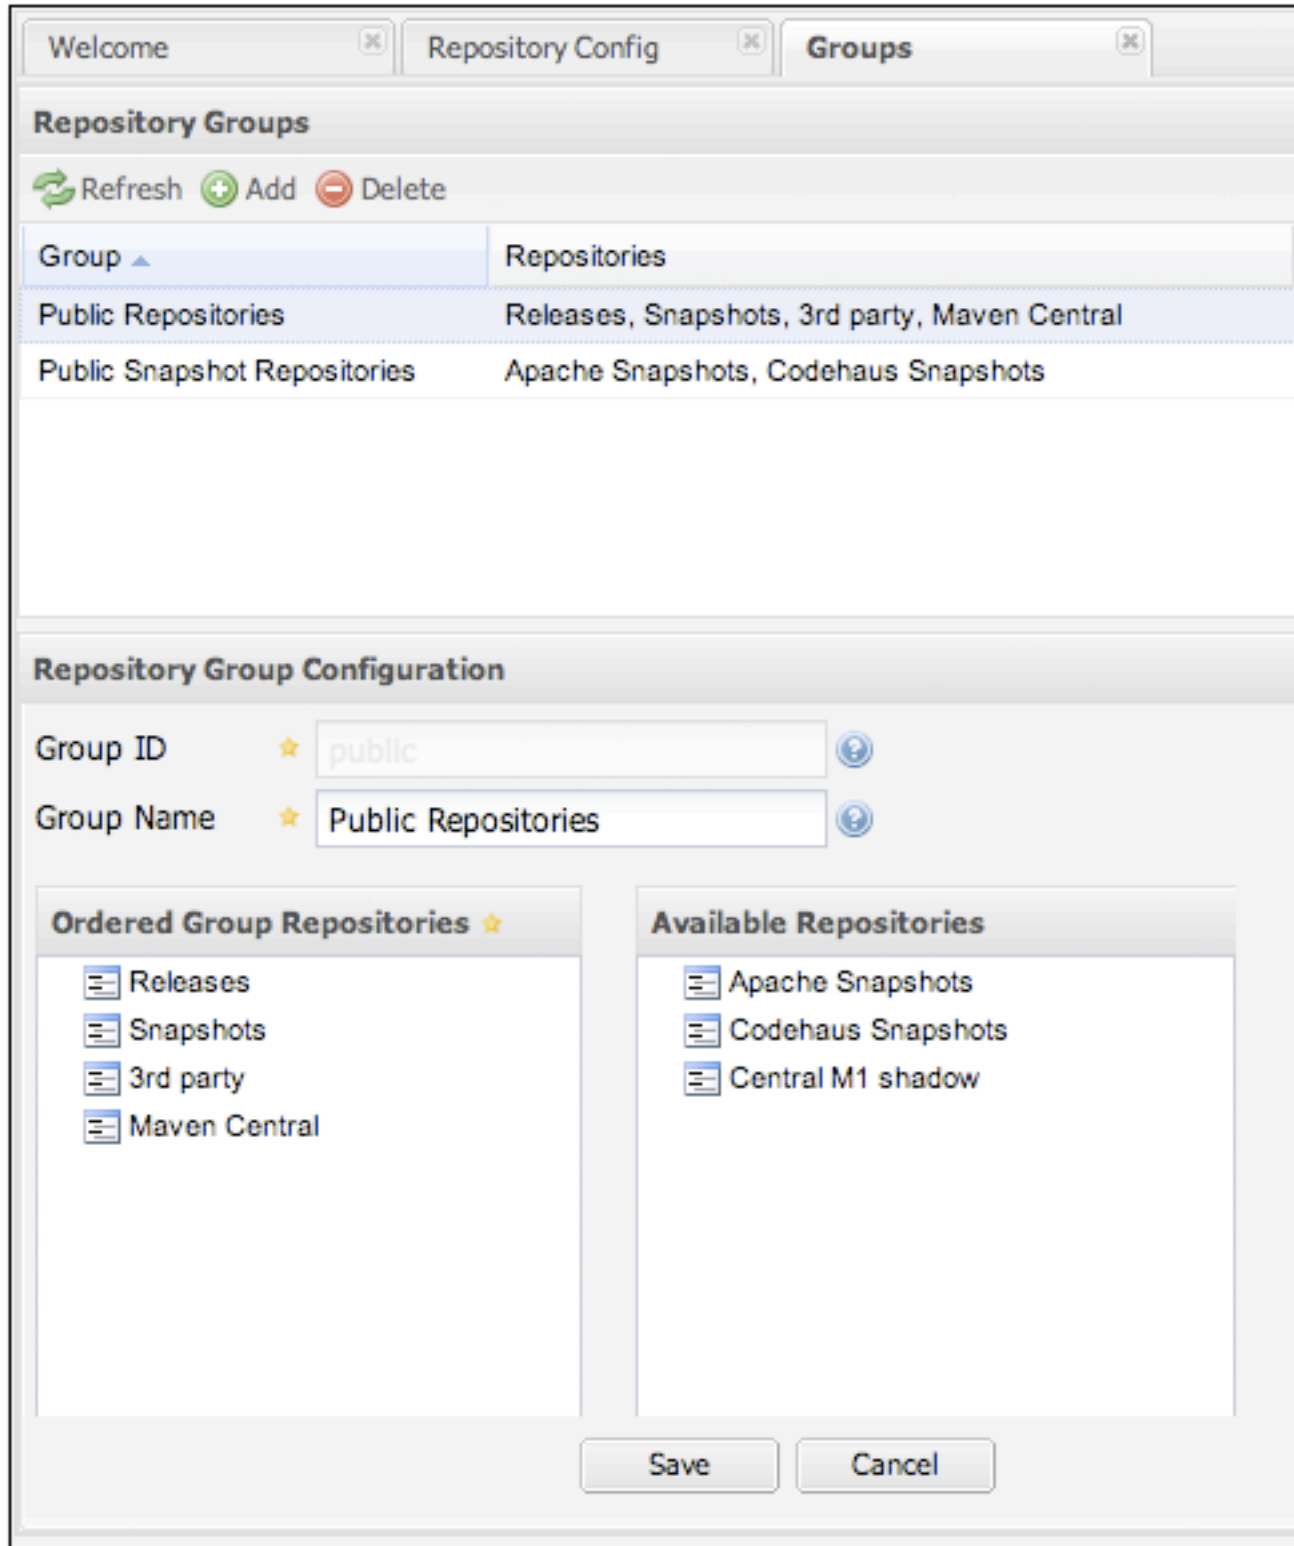 Welcome Repository Config Groups
Repository Groups
Refresh Add Delete
Group Repositories
Public Repositories Releases, Snapshots, 3rd party, Maven Central
Public Snapshot Repositories Apache Snapshots, Codehaus Snapshots
Repository Group Configuration
Group ID public
Group Name Public Repositories
Ordered Group Repositories
Releases
Snapshots
3rd party
Maven Central
Available Repositories
Apache Snapshots
Codehaus Snapshots
Central M1 shadow
Save Cancel